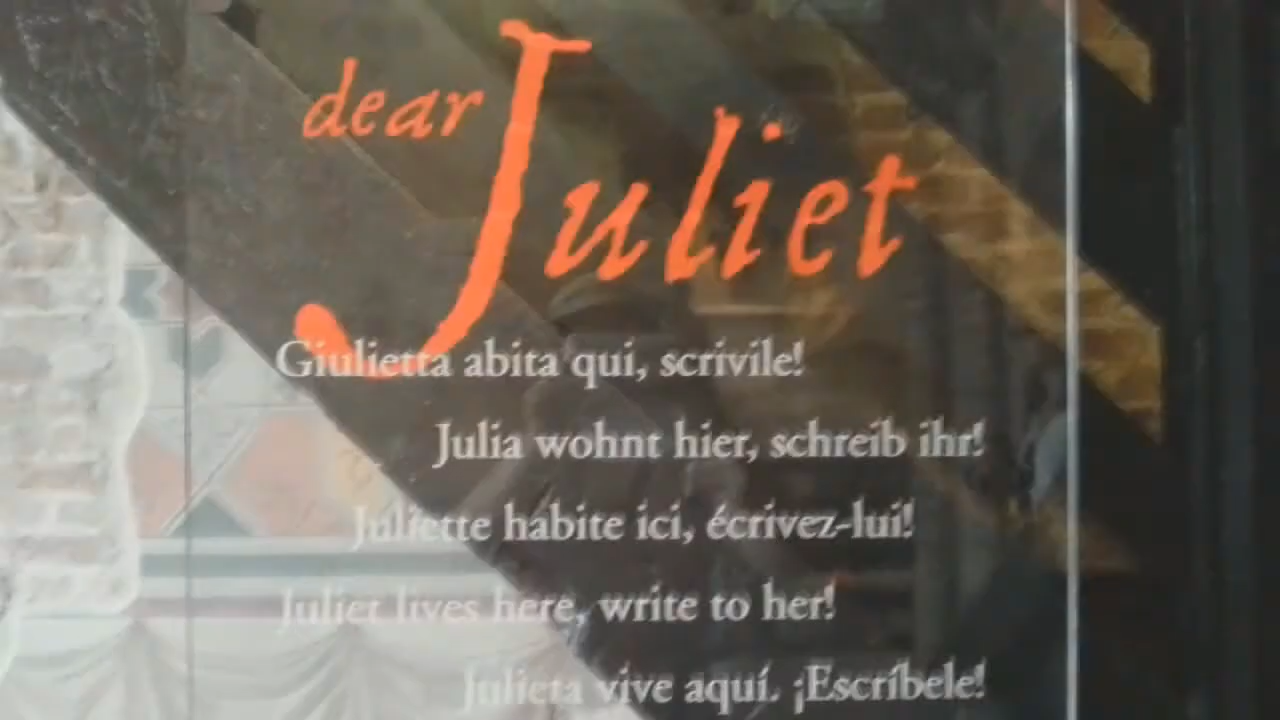 dear Juliet
Giulietta abita qui, scrivile!
Julia wohnt hier, schreib ihr!
Juliette habite ici, écrivez-lui!
Juliet lives here, write to her!
Julieta vive aquí. ¡Escríbele!